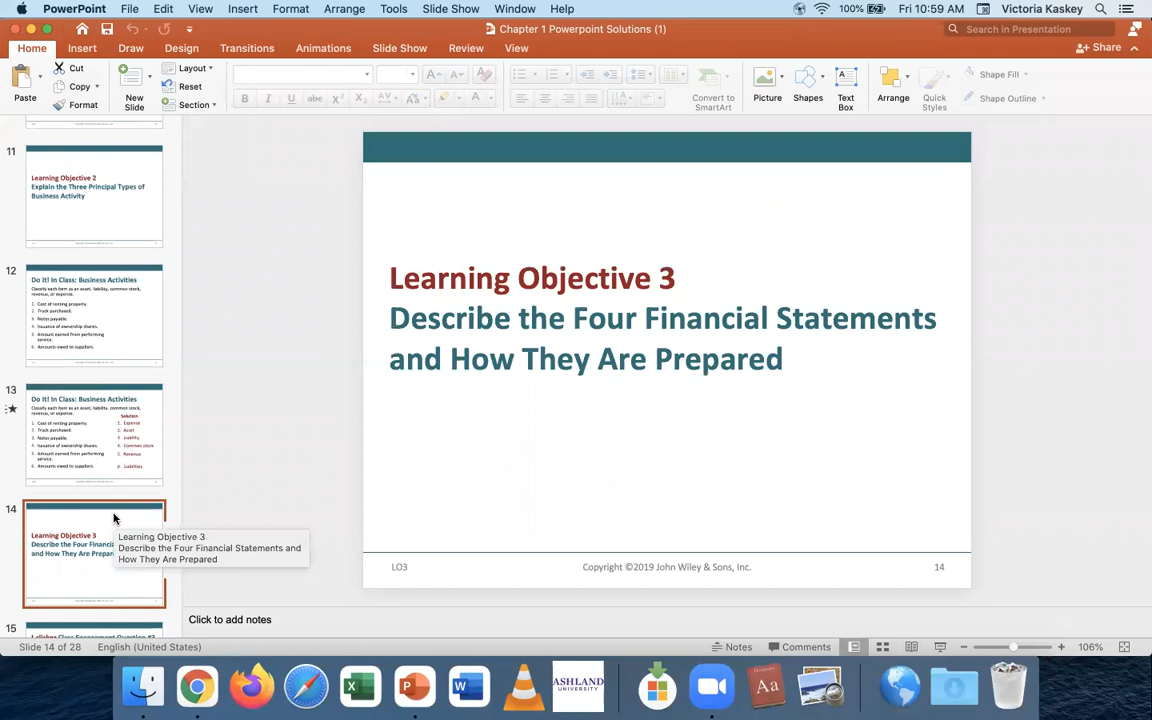 PowerPoint File Edit View Insert Format Arrange Tools Slide Show Window Help 100% Fri 10:59 AM Victoria Kaskey
Chapter 1 Powerpoint Solutions (1) Search in Presentation
Home Insert Draw Design Transitions Animations Slide Show Review View Share
Paste Cut Copy Format
New Slide Layout Reset Section
Convert to SmartArt Picture Shapes Text Box Arrange Quick Styles Shape Fill Shape Outline
11
Learning Objective 2
Explain the Three Principal Types of
Business Activity
12
Do It! In Class: Business Activities
Classify each item as an asset, liability, common stock,
revenue, or expense.
1. Cost of renting property.
2. Truck purchased.
3. Notes payable.
4. Issuance of ownership shares.
5. Amount earned from performing
service.
6. Amounts owed to suppliers.
13
Do It! In Class: Business Activities
Classify each item as an asset, liability, common stock,
revenue, or expense.
Solution
1. Cost of renting property. 1. Expense
2. Truck purchased. 2. Asset
3. Notes payable. 3. Liability
4. Issuance of ownership shares. 4. Common stock
5. Amount earned from performing 5. Revenue
service.
6. Amounts owed to suppliers. 6. Liabilities
14
Learning Objective 3
Describe the Four Financia
and How They Are Prepar
Learning Objective 3
Describe the Four Financial Statements and
How They Are Prepared
15
Class Engagement Question #3
Learning Objective 3
Describe the Four Financial Statements
and How They Are Prepared
LO3 Copyright ©2019 John Wiley & Sons, Inc. 14
Click to add notes
Slide 14 of 28 English (United States) Notes Comments 106%
ASHLAND
UNIVERSITY